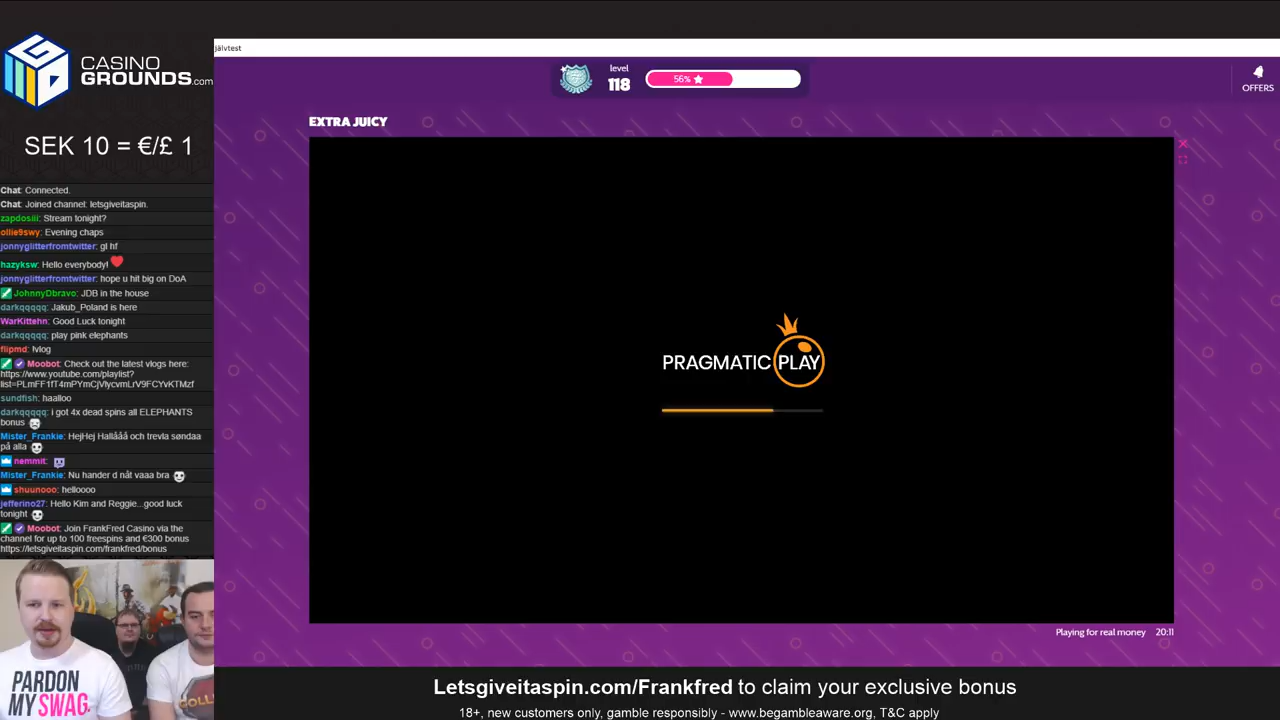 jälvtest
CASINO
GROUNDS.com
SEK 10 = €/£ 1
level
118
56%
OFFERS
EXTRA JUICY
Chat: Connected.
Chat: Joined channel: letsgiveitaspin.
zapdosiii: Stream tonight?
ollie9swy: Evening chaps
jonnyglitterfromtwitter: gl hf
hazyksw: Hello everybody!
jonnyglitterfromtwitter: hope u hit big on DoA
JohnnyDbravo: JDB in the house
darkqqqqq: Jakub_Poland is here
WarKittehn: Good Luck tonight
darkqqqqq: play pink elephants
flipmd: !vlog
Moobot: Check out the latest vlogs here:
https://www.youtube.com/playlist?
list=PLmFF1fT4mPYmCjVlycvmLrV9FCYvKTMzf
sundfish: haalloo
darkqqqqq: i got 4x dead spins all ELEPHANTS
bonus
Mister_Frankie: HejHej Hallååå och trevla søndaa
på alla
nemmit:
Mister_Frankie: Nu hander d nåt vaaa bra
shuunooo: helloooo
jefferino27: Hello Kim and Reggie...good luck
tonight
Moobot: Join FrankFred Casino via the
channel for up to 100 freespins and €300 bonus
https://letsgiveitaspin.com/frankfred/bonus
PRAGMATIC PLAY
Playing for real money 20:11
PARDON
MY SWAG.
Letsgiveitaspin.com/Frankfred to claim your exclusive bonus
18+, new customers only, gamble responsibly - www.begambleaware.org, T&C apply